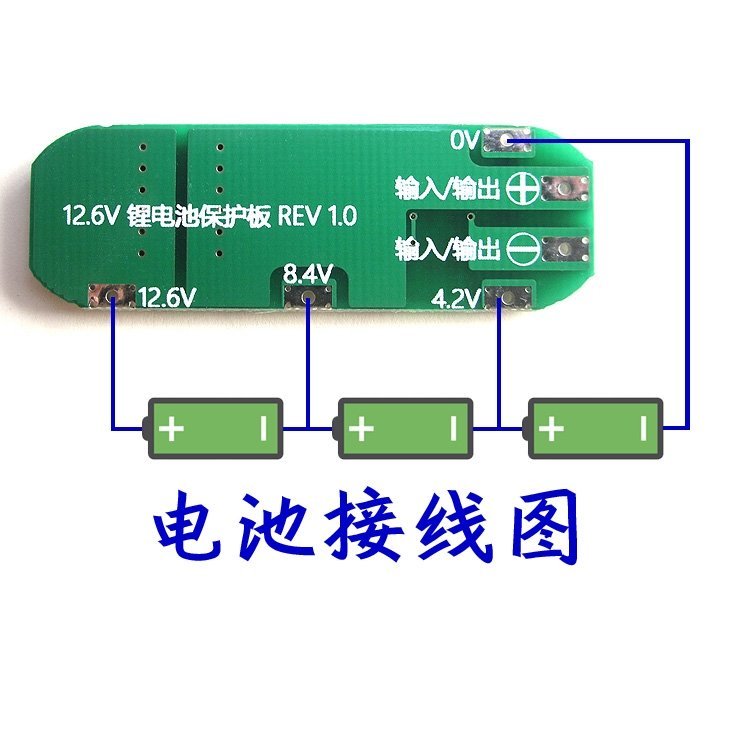 0V
输入/输出 ⊕
12.6V 锂电池保护板 REV 1.0
输入/输出 ⊖
8.4V
12.6V
4.2V
+ −
+ −
+ −
电池接线图